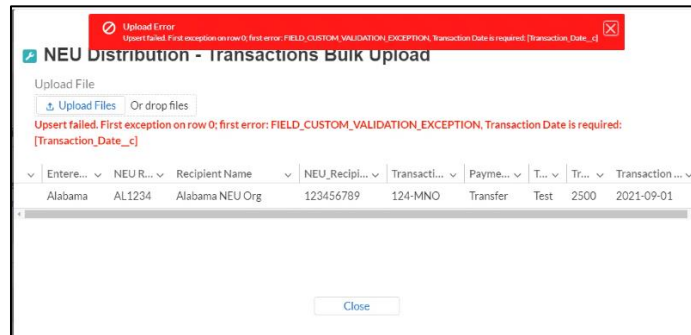 Upload Error
Upsert failed. First exception on row 0; first error: FIELD_CUSTOM_VALIDATION_EXCEPTION, Transaction Date is required: [Transaction_Date__c]
NEU Distribution - Transactions Bulk Upload
Upload File
Upload Files Or drop files
Upsert failed. First exception on row 0; first error: FIELD_CUSTOM_VALIDATION_EXCEPTION, Transaction Date is required:
[Transaction_Date__c]
Entere... NEU R... Recipient Name NEU_Recipi... Transacti... Payme... T... Tr... Transaction ...
Alabama AL1234 Alabama NEU Org 123456789 124-MNO Transfer Test 2500 2021-09-01
Close